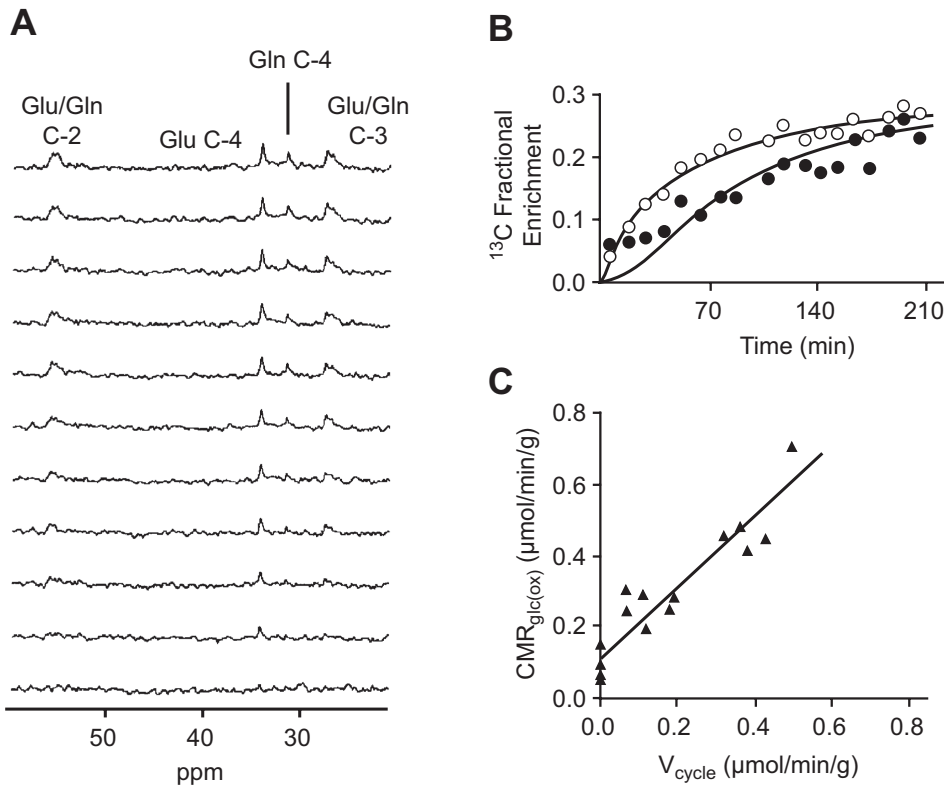 A
Gln C-4
Glu/Gln
C-2
Glu C-4
Glu/Gln
C-3
50
40
30
ppm
B
0.3
0.2
0.1
0.0
¹³C Fractional
Enrichment
70
140
210
Time (min)
C
0.8
0.6
0.4
0.2
0.0
CMR_glc(ox) (µmol/min/g)
0.0
0.2
0.4
0.6
0.8
V_cycle (µmol/min/g)